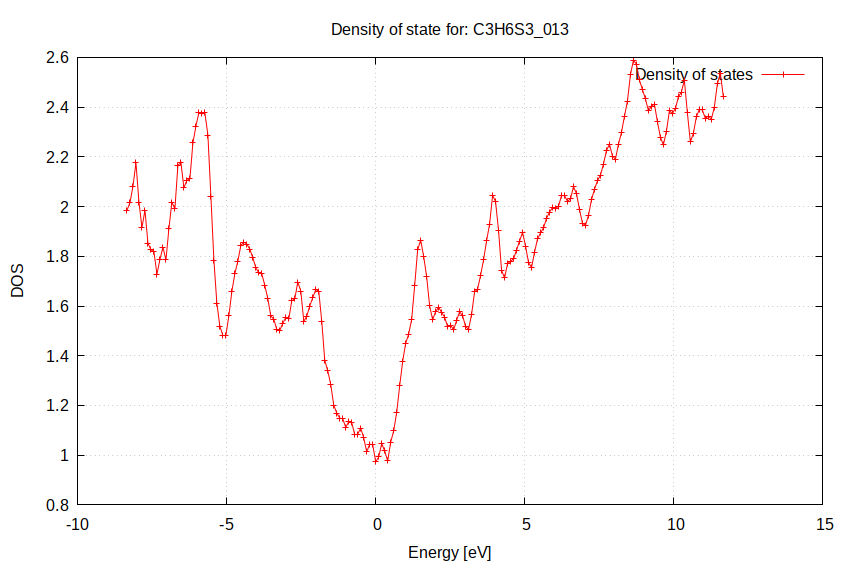 Density of state for: C3H6S3_013
2.6
Density of states
2.4
2.2
2
1.8
DOS
1.6
1.4
1.2
1
0.8
-10 -5 0 5 10 15
Energy [eV]